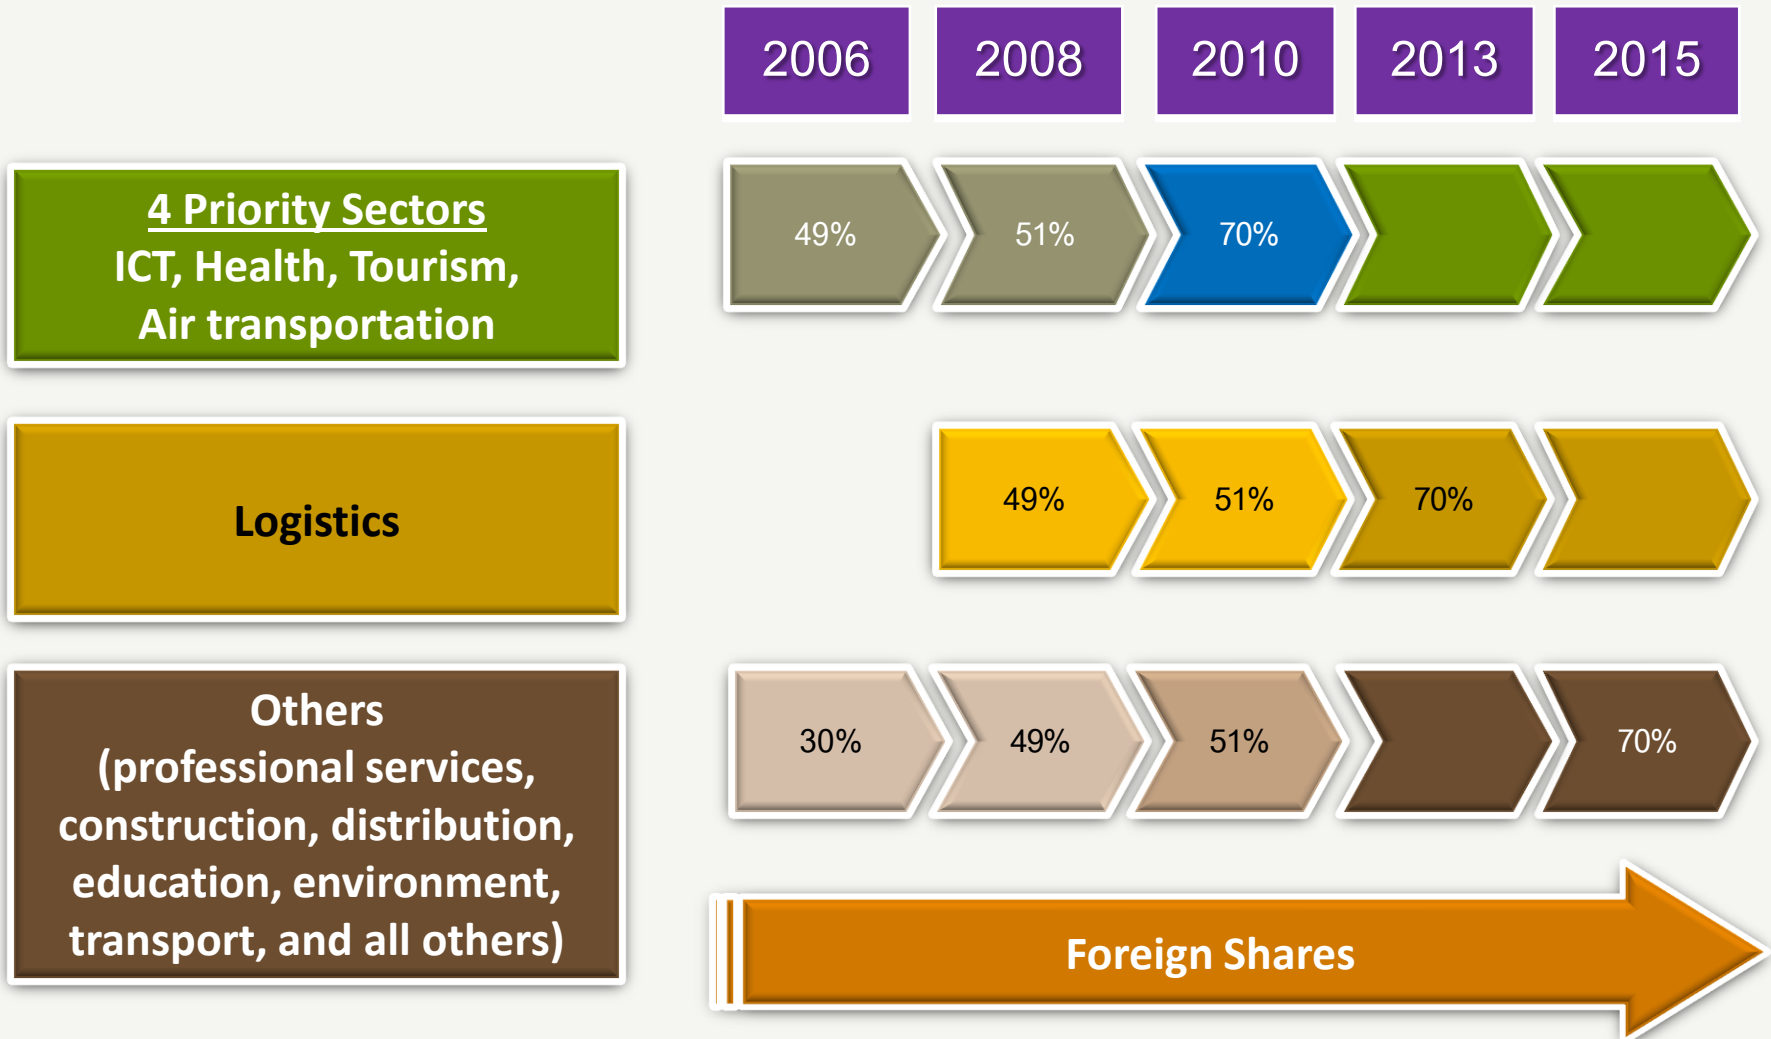 2006 2008 2010 2013 2015
4 Priority Sectors
ICT, Health, Tourism,
Air transportation
49% 51% 70%
Logistics
49% 51% 70%
Others
(professional services,
construction, distribution,
education, environment,
transport, and all others)
30% 49% 51% 70%
Foreign Shares